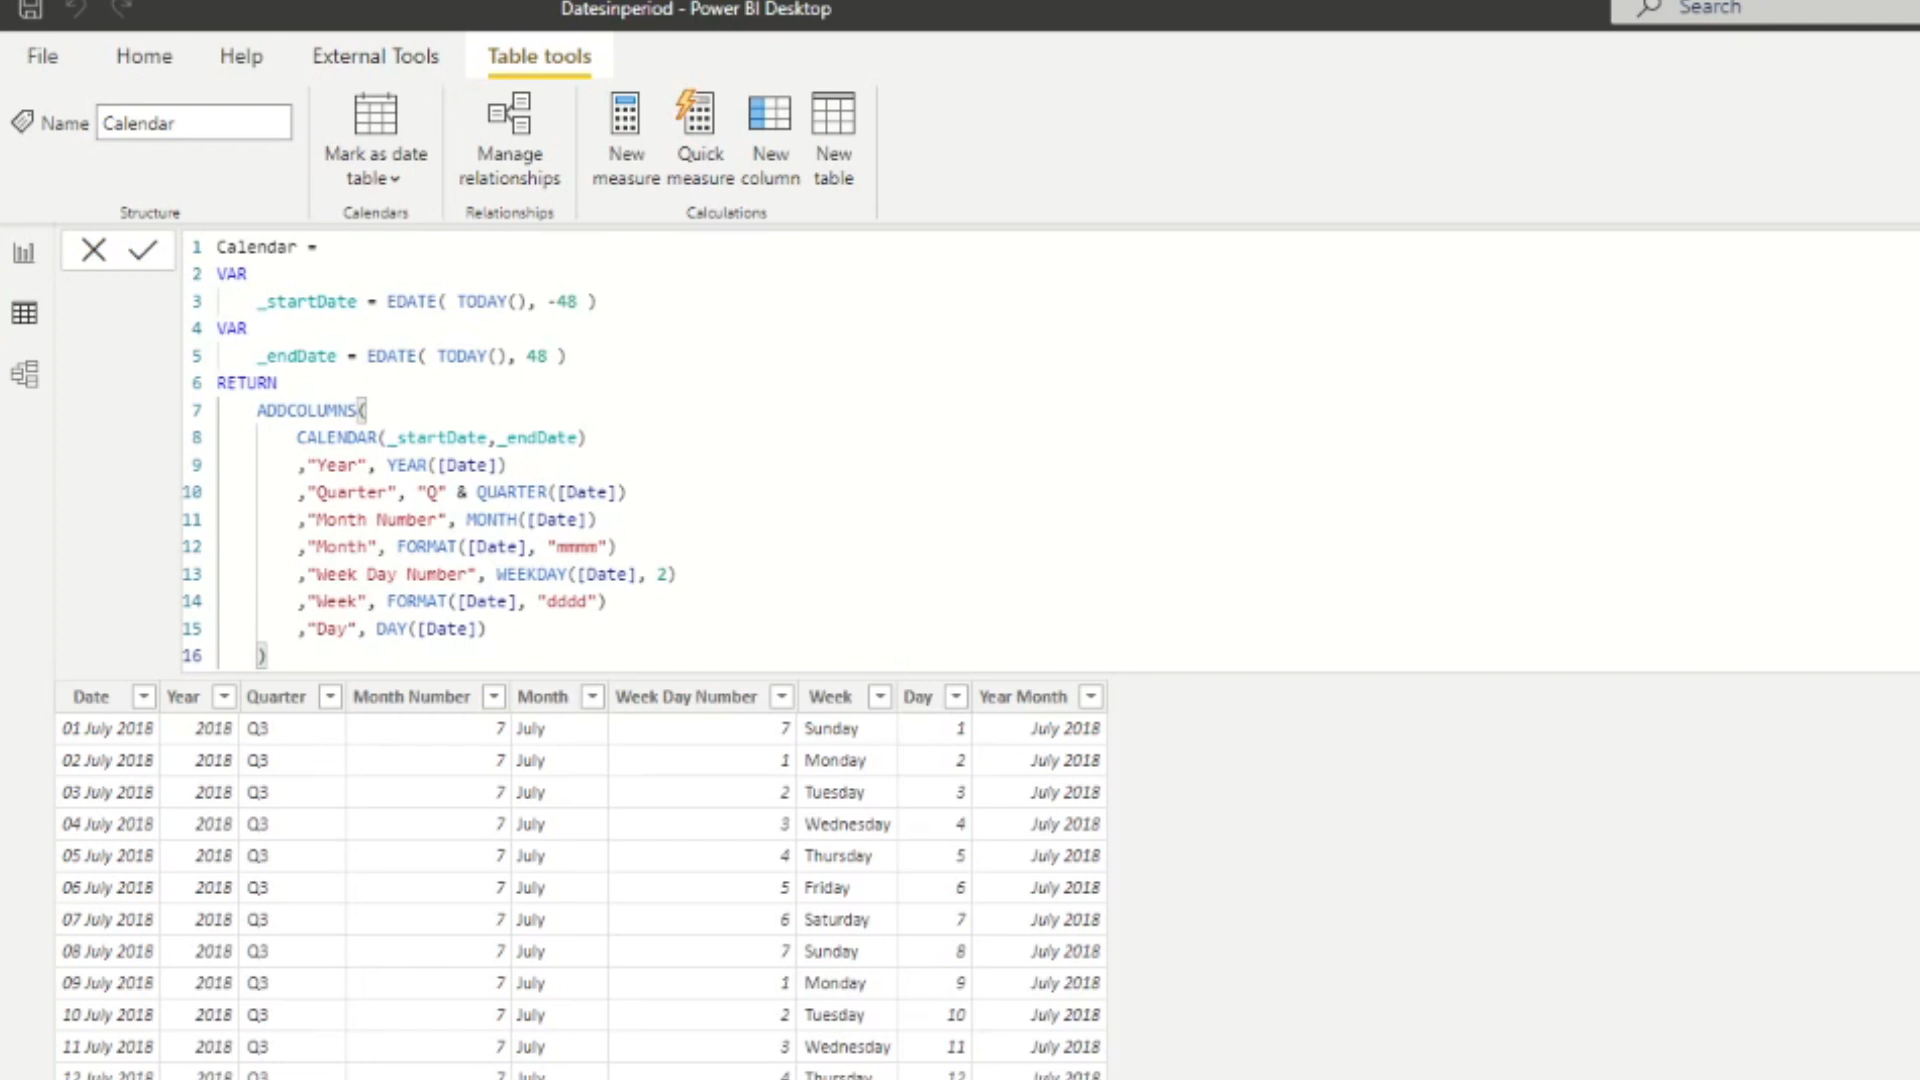 Datesinperiod - Power BI Desktop
Search
File Home Help External Tools Table tools
Name Calendar
Mark as date table
Manage relationships
New measure
Quick measure
New column
New table
Structure Calendars Relationships Calculations
1 Calendar =
2 VAR
3 _startDate = EDATE( TODAY(), -48 )
4 VAR
5 _endDate = EDATE( TODAY(), 48 )
6 RETURN
7 ADDCOLUMNS(
8 CALENDAR(_startDate,_endDate)
9 ,"Year", YEAR([Date])
10 ,"Quarter", "Q" & QUARTER([Date])
11 ,"Month Number", MONTH([Date])
12 ,"Month", FORMAT([Date], "mmmm")
13 ,"Week Day Number", WEEKDAY([Date], 2)
14 ,"Week", FORMAT([Date], "dddd")
15 ,"Day", DAY([Date])
16 )
Date Year Quarter Month Number Month Week Day Number Week Day Year Month
01 July 2018 2018 Q3 7 July 7 Sunday 1 July 2018
02 July 2018 2018 Q3 7 July 1 Monday 2 July 2018
03 July 2018 2018 Q3 7 July 2 Tuesday 3 July 2018
04 July 2018 2018 Q3 7 July 3 Wednesday 4 July 2018
05 July 2018 2018 Q3 7 July 4 Thursday 5 July 2018
06 July 2018 2018 Q3 7 July 5 Friday 6 July 2018
07 July 2018 2018 Q3 7 July 6 Saturday 7 July 2018
08 July 2018 2018 Q3 7 July 7 Sunday 8 July 2018
09 July 2018 2018 Q3 7 July 1 Monday 9 July 2018
10 July 2018 2018 Q3 7 July 2 Tuesday 10 July 2018
11 July 2018 2018 Q3 7 July 3 Wednesday 11 July 2018
12 July 2018 2018 Q3 7 July 4 Thursday 12 July 2018